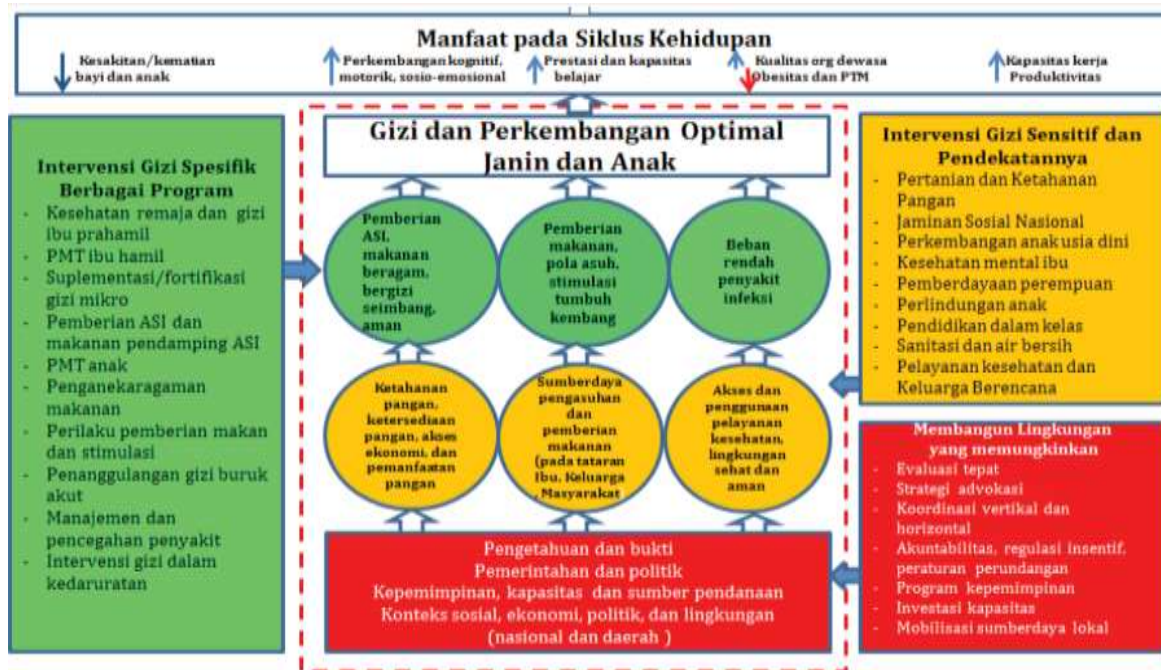 Manfaat pada Siklus Kehidupan
Kesakitan/kematian
bayi dan anak
Perkembangan kognitif,
motorik, sosio-emosional
Prestasi dan kapasitas
belajar
Kualitas org dewasa
Obesitas dan PTM
Kapasitas kerja
Produktivitas
Intervensi Gizi Spesifik
Berbagai Program
- Kesehatan remaja dan gizi
ibu prahamil
- PMT ibu hamil
- Suplementasi/fortifikasi
gizi mikro
- Pemberian ASI dan
makanan pendamping ASI
- PMT anak
- Penganekaragaman
makanan
- Perilaku pemberian makan
dan stimulasi
- Penanggulangan gizi buruk
akut
- Manajemen dan
pencegahan penyakit
- Intervensi gizi dalam
kedaruratan
Gizi dan Perkembangan Optimal
Janin dan Anak
Pemberian
ASI,
makanan
beragam,
bergizi
seimbang,
aman
Pemberian
makanan,
pola asuh,
stimulasi
tumbuh
kembang
Beban
rendah
penyakit
infeksi
Ketahanan
pangan,
ketersediaan
pangan, akses
ekonomi, dan
pemanfaatan
pangan
Sumberdaya
pengasuhan
dan
pemberian
makanan
(pada tataran
Ibu, Keluarga
, Masyarakat
Akses dan
penggunaan
pelayanan
kesehatan,
lingkungan
sehat dan
aman
Pengetahuan dan bukti
Pemerintahan dan politik
Kepemimpinan, kapasitas dan sumber pendanaan
Konteks sosial, ekonomi, politik, dan lingkungan
(nasional dan daerah )
Intervensi Gizi Sensitif dan
Pendekatannya
- Pertanian dan Ketahanan
Pangan
- Jaminan Sosial Nasional
- Perkembangan anak usia dini
- Kesehatan mental ibu
- Pemberdayaan perempuan
- Perlindungan anak
- Pendidikan dalam kelas
- Sanitasi dan air bersih
- Pelayanan kesehatan dan
Keluarga Berencana
Membangun Lingkungan
yang memungkinkan
- Evaluasi tepat
- Strategi advokasi
- Koordinasi vertikal dan
horizontal
- Akuntabilitas, regulasi insentif,
peraturan perundangan
- Program kepemimpinan
- Investasi kapasitas
- Mobilisasi sumberdaya lokal